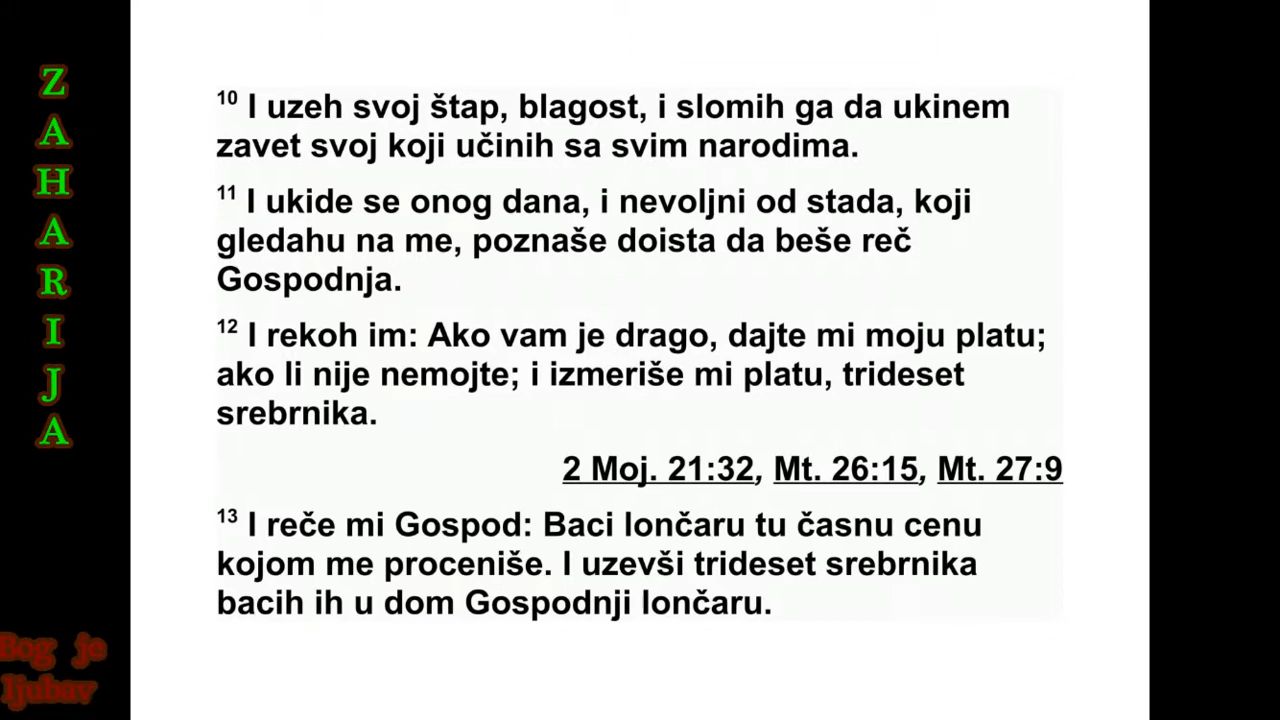 ZAHARIJA
10 I uzeh svoj štap, blagost, i slomih ga da ukinem
zavet svoj koji učinih sa svim narodima.
11 I ukide se onog dana, i nevoljni od stada, koji
gledahu na me, poznaše doista da beše reč
Gospodnja.
12 I rekoh im: Ako vam je drago, dajte mi moju platu;
ako li nije nemojte; i izmeriše mi platu, trideset
srebrnika.
2 Moj. 21:32, Mt. 26:15, Mt. 27:9
13 I reče mi Gospod: Baci lončaru tu časnu cenu
kojom me proceniše. I uzevši trideset srebrnika
bacih ih u dom Gospodnji lončaru.
Bog je
ljubav